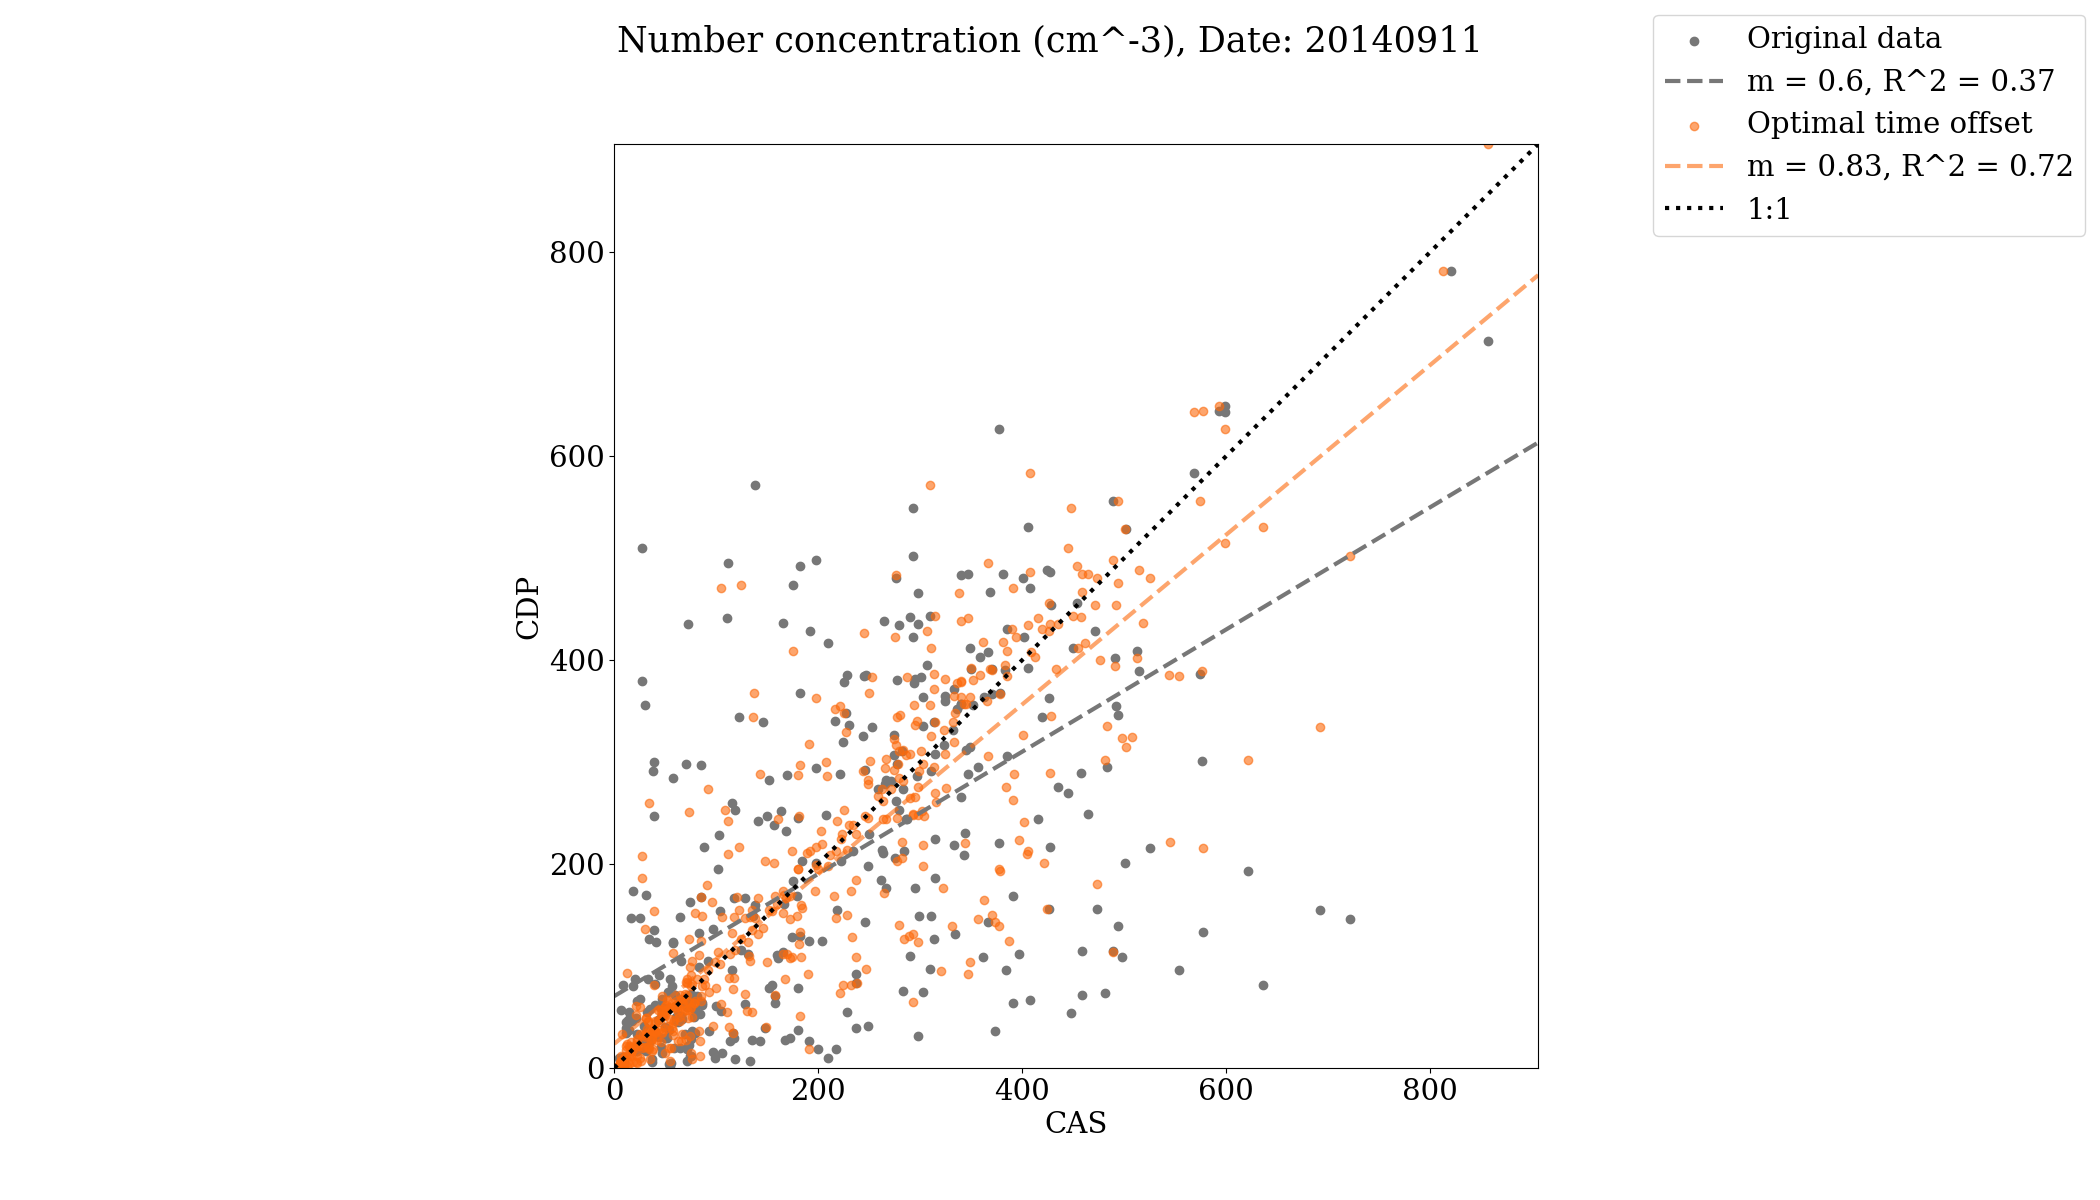 Number concentration (cm^-3), Date: 20140911
Original data
m = 0.6, R^2 = 0.37
Optimal time offset
m = 0.83, R^2 = 0.72
1:1
800
600
400
200
0
CDP
0 200 400 600 800
CAS